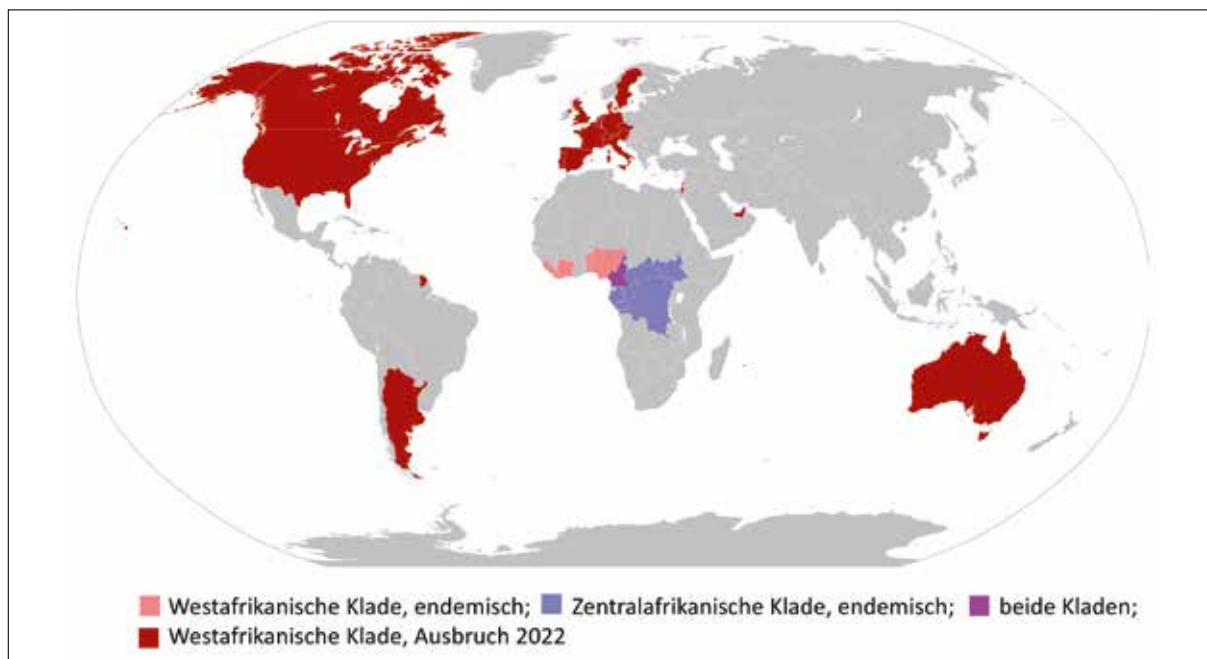 Westafrikanische Klade, endemisch; Zentralafrikanische Klade, endemisch; beide Kladen;
Westafrikanische Klade, Ausbruch 2022